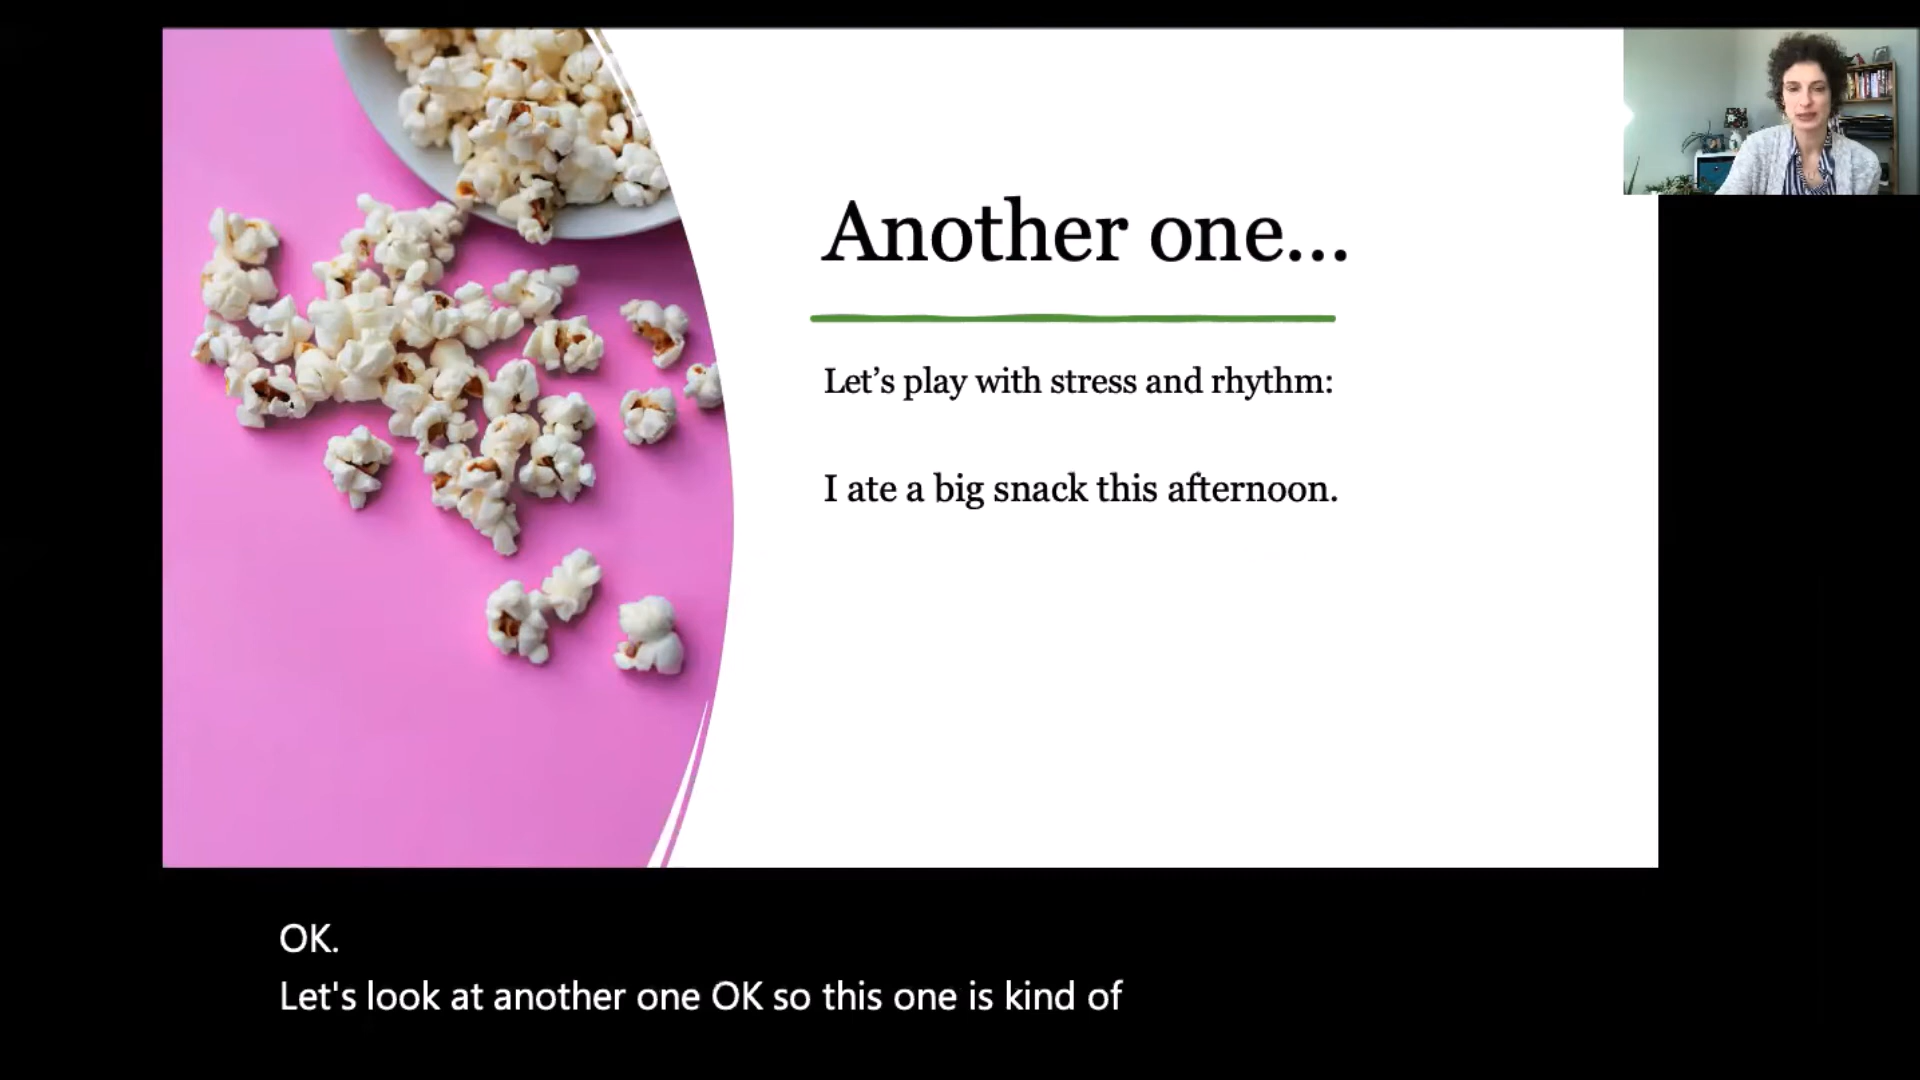 Another one...
Let’s play with stress and rhythm:
I ate a big snack this afternoon.
OK.
Let's look at another one OK so this one is kind of